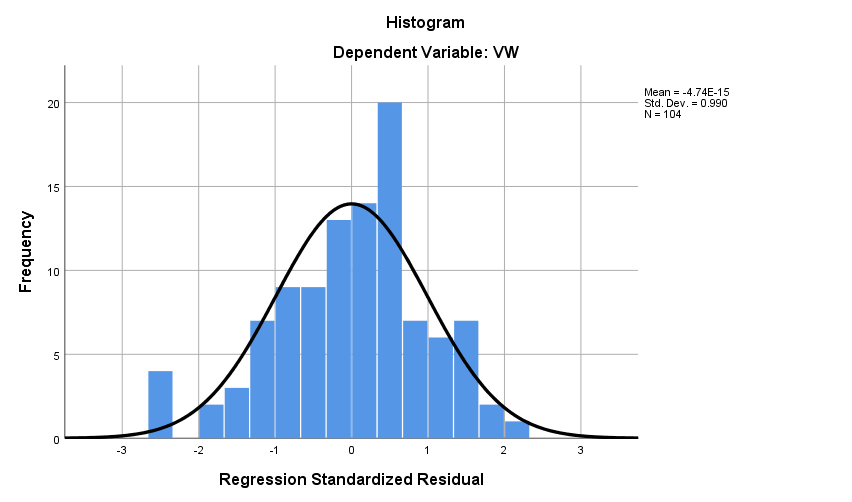 Histogram
Dependent Variable: VW
Mean = -4.74E-15
Std. Dev. = 0.990
N = 104
Frequency
20
15
10
5
0
-3 -2 -1 0 1 2 3
Regression Standardized Residual